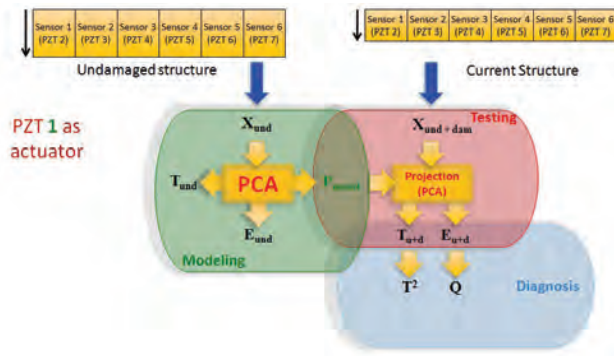 Sensor 1 Sensor 2 Sensor 3 Sensor 4 Sensor 5 Sensor 6
(PZT 2) (PZT 3) (PZT 4) (PZT 5) (PZT 6) (PZT 7)
Undamaged structure
Sensor 1 Sensor 2 Sensor 3 Sensor 4 Sensor 5 Sensor 6
(PZT 2) (PZT 3) (PZT 4) (PZT 5) (PZT 6) (PZT 7)
Current Structure
PZT 1 as
actuator
Xund
Xund+dam
Testing
Tund
PCA
Projection
(PCA)
Eund
Tu+d
Eu+d
Modeling
T²
Q
Diagnosis